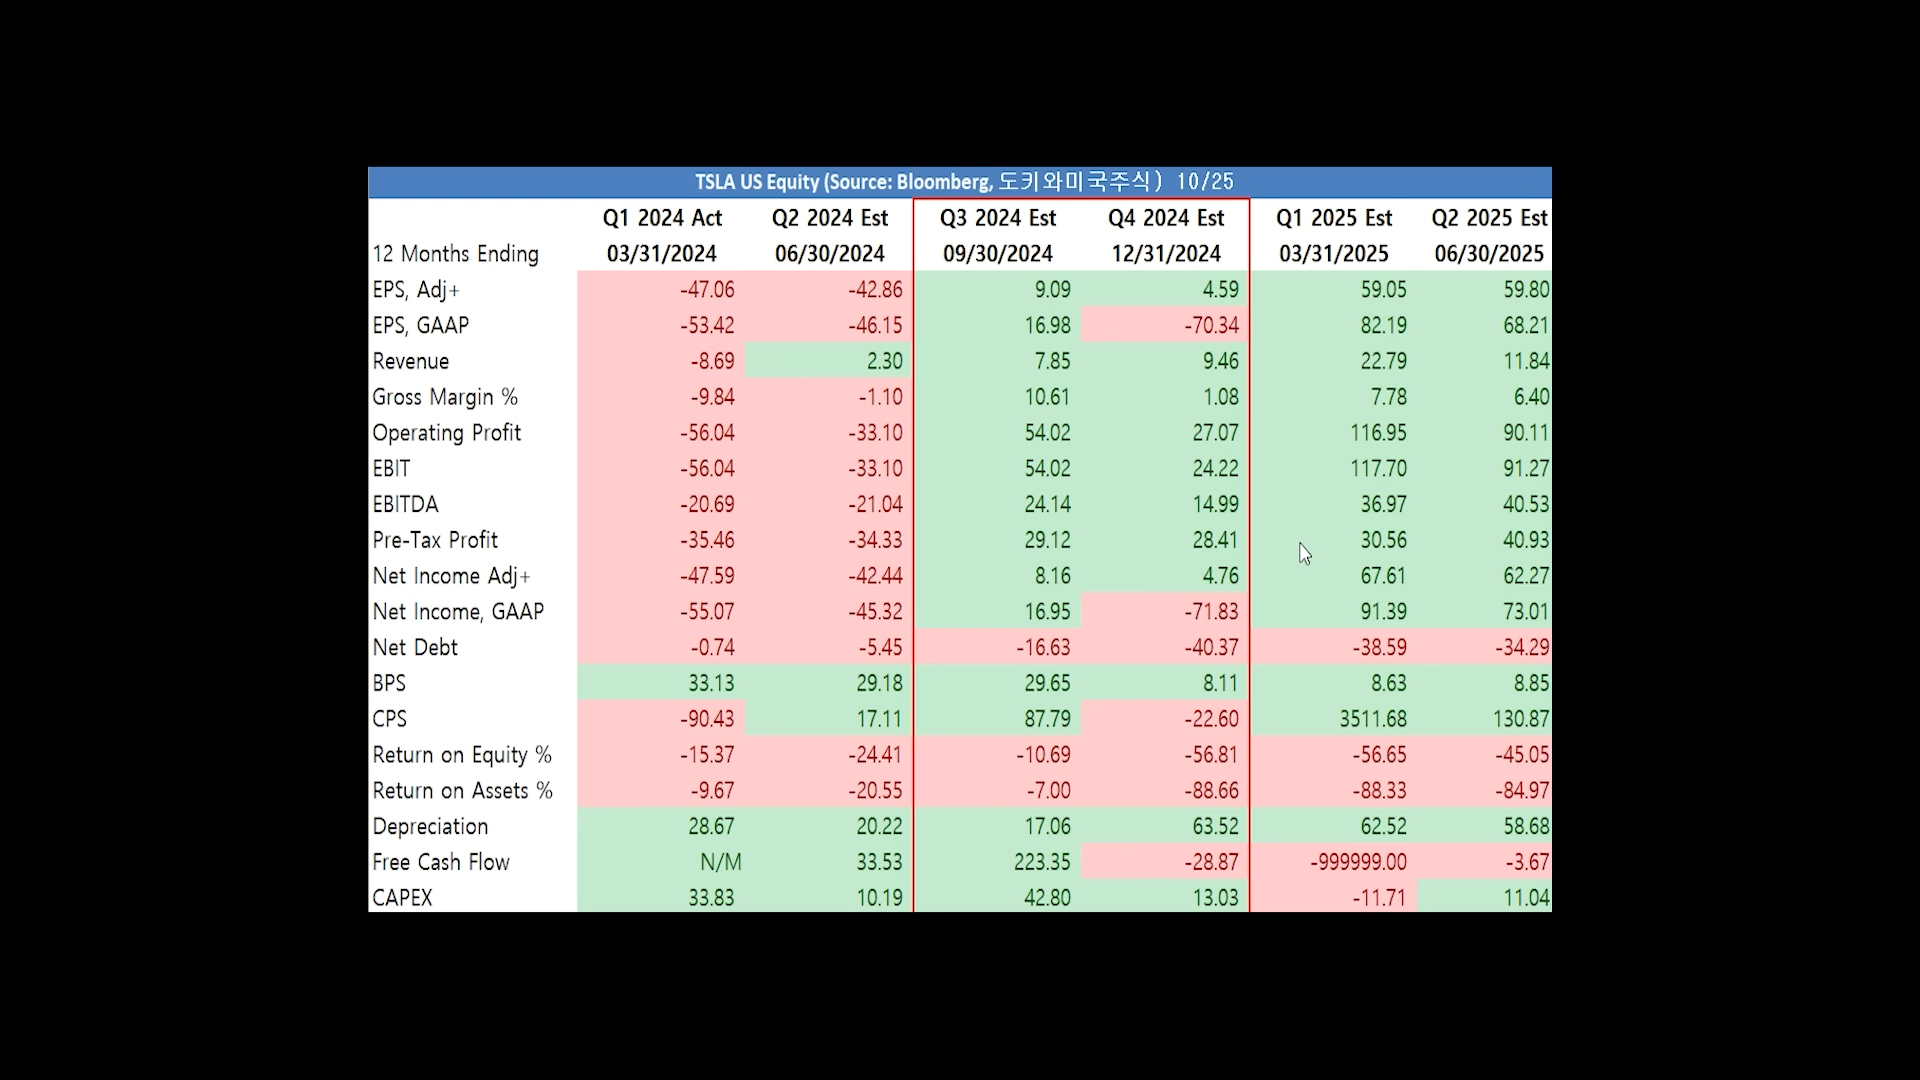 TSLA US Equity (Source: Bloomberg, 도키와미국주식) 10/25
Q1 2024 Act Q2 2024 Est Q3 2024 Est Q4 2024 Est Q1 2025 Est Q2 2025 Est
12 Months Ending 03/31/2024 06/30/2024 09/30/2024 12/31/2024 03/31/2025 06/30/2025
EPS, Adj+ -47.06 -42.86 9.09 4.59 59.05 59.80
EPS, GAAP -53.42 -46.15 16.98 -70.34 82.19 68.21
Revenue -8.69 2.30 7.85 9.46 22.79 11.84
Gross Margin % -9.84 -1.10 10.61 1.08 7.78 6.40
Operating Profit -56.04 -33.10 54.02 27.07 116.95 90.11
EBIT -56.04 -33.10 54.02 24.22 117.70 91.27
EBITDA -20.69 -21.04 24.14 14.99 36.97 40.53
Pre-Tax Profit -35.46 -34.33 29.12 28.41 30.56 40.93
Net Income Adj+ -47.59 -42.44 8.16 4.76 67.61 62.27
Net Income, GAAP -55.07 -45.32 16.95 -71.83 91.39 73.01
Net Debt -0.74 -5.45 -16.63 -40.37 -38.59 -34.29
BPS 33.13 29.18 29.65 8.11 8.63 8.85
CPS -90.43 17.11 87.79 -22.60 3511.68 130.87
Return on Equity % -15.37 -24.41 -10.69 -56.81 -56.65 -45.05
Return on Assets % -9.67 -20.55 -7.00 -88.66 -88.33 -84.97
Depreciation 28.67 20.22 17.06 63.52 62.52 58.68
Free Cash Flow N/M 33.53 223.35 -28.87 -999999.00 -3.67
CAPEX 33.83 10.19 42.80 13.03 -11.71 11.04